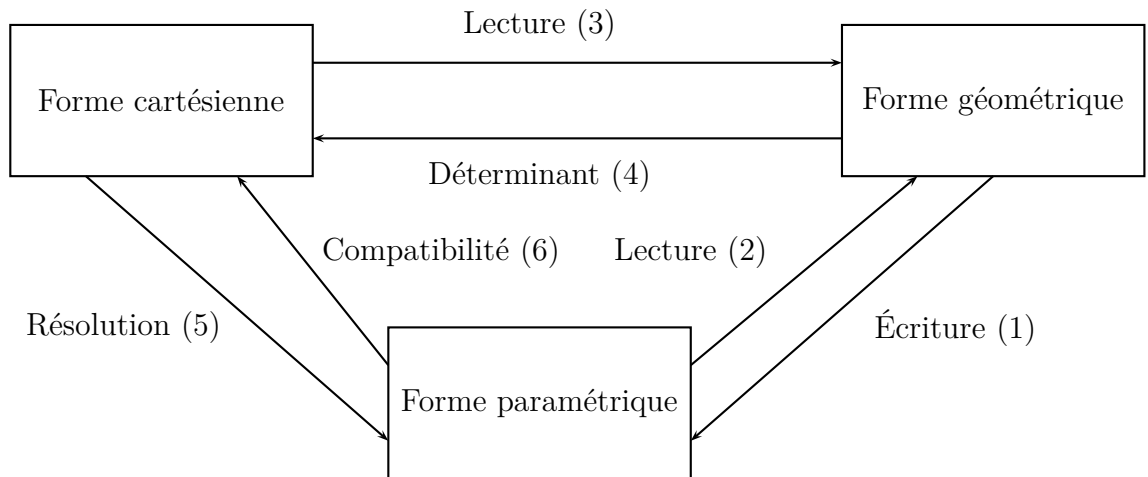 Lecture (3)
Forme cartésienne
Forme géométrique
Déterminant (4)
Compatibilité (6)
Lecture (2)
Résolution (5)
Écriture (1)
Forme paramétrique